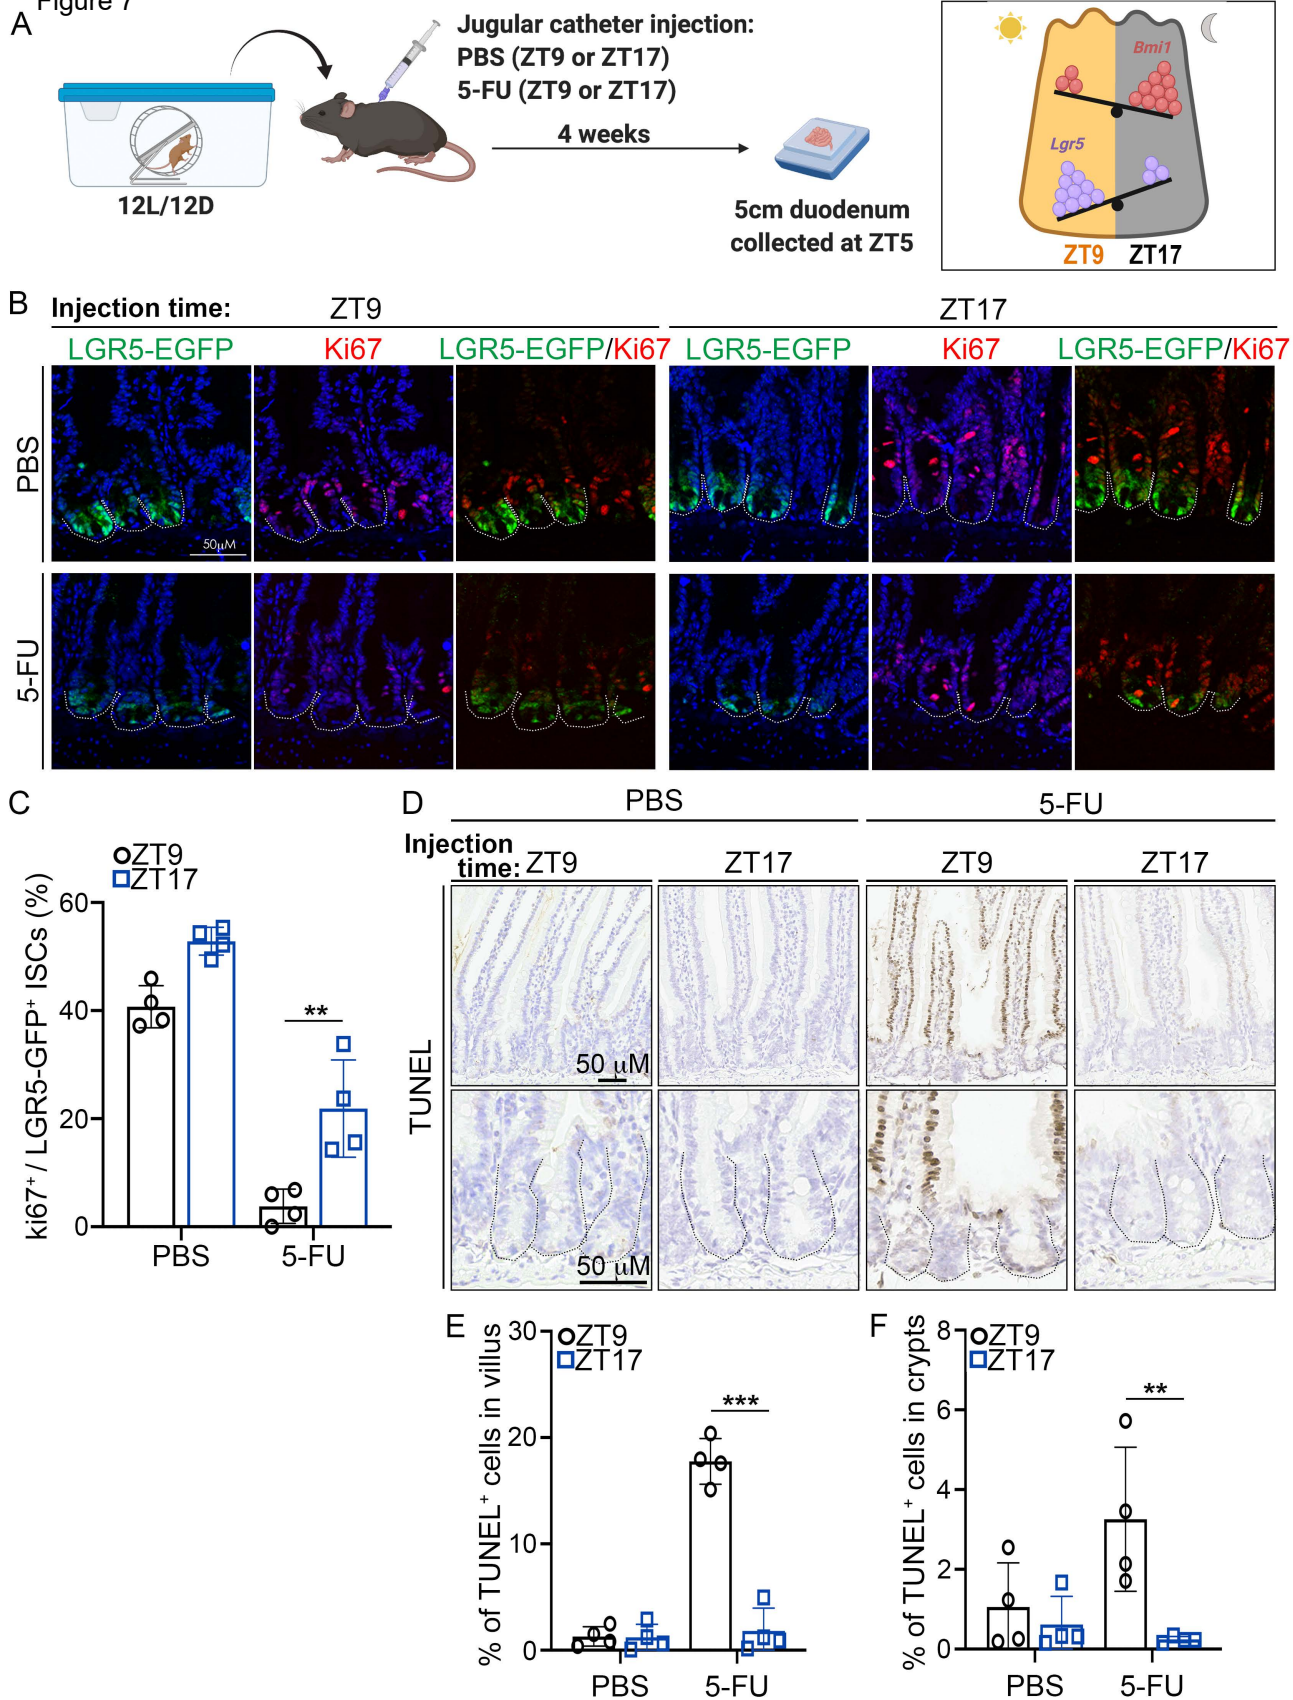 Figure 7
A
Jugular catheter injection:
PBS (ZT9 or ZT17)
5-FU (ZT9 or ZT17)
4 weeks
12L/12D
5cm duodenum
collected at ZT5
Bmi1
Lgr5
ZT9 ZT17
B
Injection time: ZT9 ZT17
LGR5-EGFP Ki67 LGR5-EGFP/Ki67 LGR5-EGFP Ki67 LGR5-EGFP/Ki67
PBS
50µM
5-FU
C
ZT9
ZT17
ki67+ / LGR5-GFP+ ISCs (%)
60
40
20
0
**
PBS 5-FU
D
PBS 5-FU
Injection
time: ZT9 ZT17 ZT9 ZT17
TUNEL
50 µM
50 µM
E
ZT9
ZT17
% of TUNEL+ cells in villus
30
20
10
0
***
PBS 5-FU
F
ZT9
ZT17
% of TUNEL+ cells in crypts
8
6
4
2
0
**
PBS 5-FU